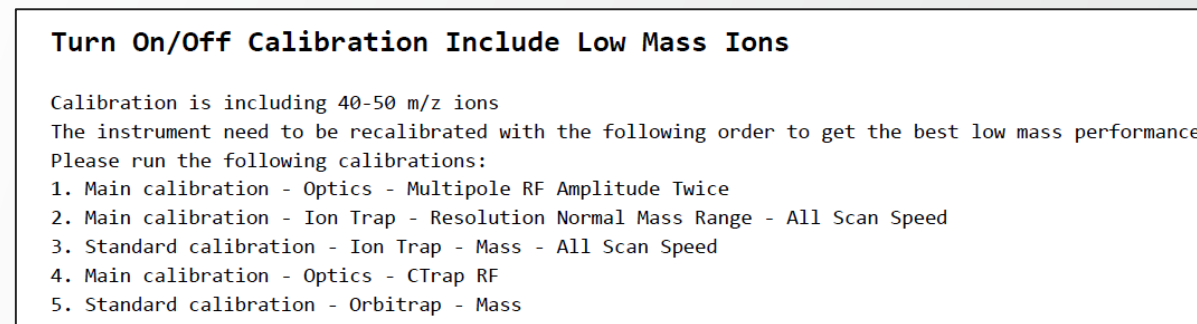 Turn On/Off Calibration Include Low Mass Ions
Calibration is including 40-50 m/z ions
The instrument need to be recalibrated with the following order to get the best low mass performance
Please run the following calibrations:
1. Main calibration - Optics - Multipole RF Amplitude Twice
2. Main calibration - Ion Trap - Resolution Normal Mass Range - All Scan Speed
3. Standard calibration - Ion Trap - Mass - All Scan Speed
4. Main calibration - Optics - CTrap RF
5. Standard calibration - Orbitrap - Mass